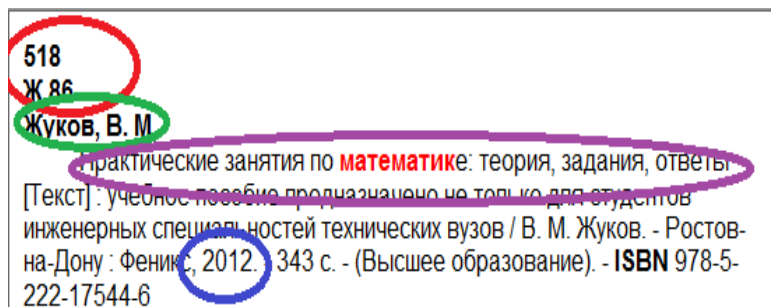 518
Ж 86
Жуков, В. М
Практические занятия по математике: теория, задания, ответы
[Текст] : учебное пособие предназначено не только для студентов
инженерных специальностей технических вузов / В. М. Жуков. - Ростов-
на-Дону : Феникс, 2012. 343 с. - (Высшее образование). - ISBN 978-5-
222-17544-6